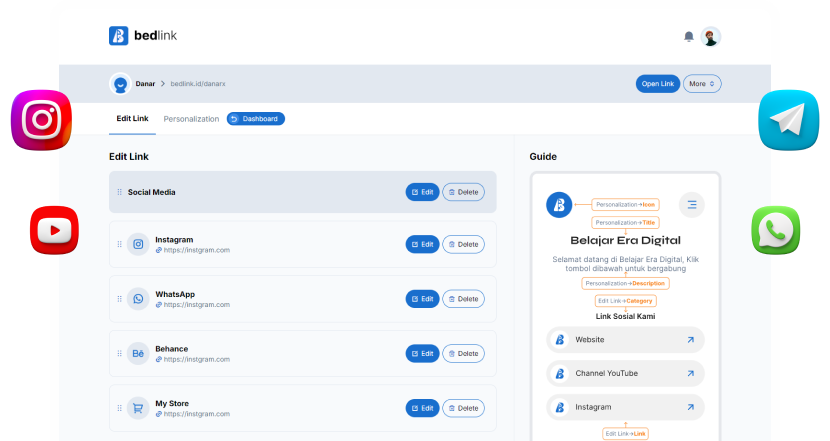 bedlink
Danar > bedlink.id/danarx
Open Link
More
Edit Link
Personalization
Dashboard
Edit Link
Social Media
Edit
Delete
Instagram
https://instgram.com
Edit
Delete
WhatsApp
https://instgram.com
Edit
Delete
Behance
https://instgram.com
Edit
Delete
My Store
https://instgram.com
Edit
Delete
Guide
Personalization→Icon
Personalization→Title
Belajar Era Digital
Selamat datang di Belajar Era Digital, Klik
tombol dibawah untuk bergabung
Personalization→Description
Edit Link→Category
Link Sosial Kami
Website
Channel YouTube
Instagram
Edit Link→Link